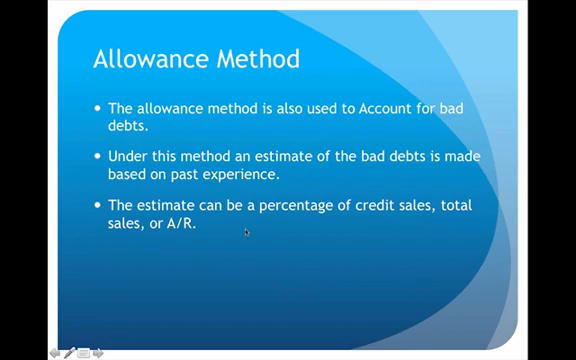 Allowance Method
• The allowance method is also used to Account for bad
debts.
• Under this method an estimate of the bad debts is made
based on past experience.
• The estimate can be a percentage of credit sales, total
sales, or A/R.